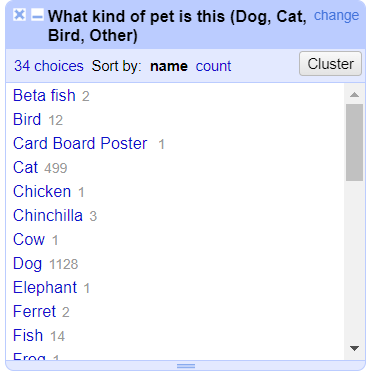 What kind of pet is this (Dog, Cat, change
Bird, Other)
34 choices Sort by: name count Cluster
Beta fish 2
Bird 12
Card Board Poster 1
Cat 499
Chicken 1
Chinchilla 3
Cow 1
Dog 1128
Elephant 1
Ferret 2
Fish 14
Frog 1